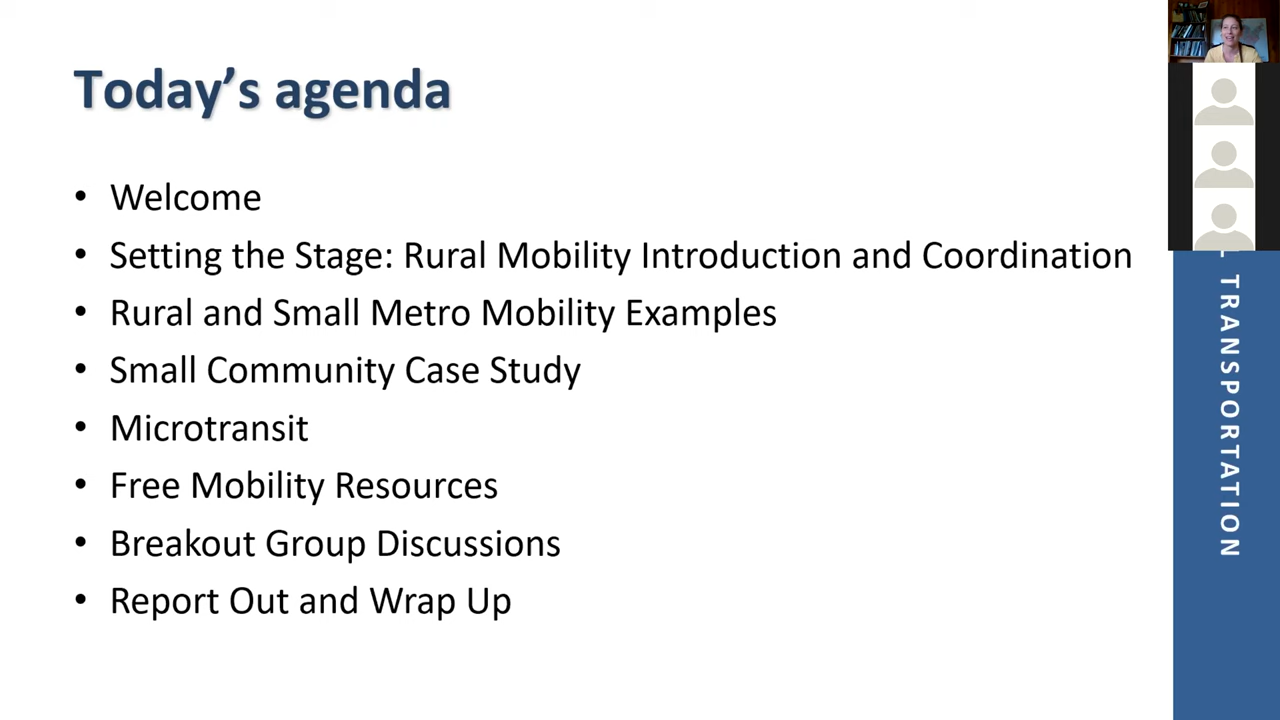 Today’s agenda
• Welcome
• Setting the Stage: Rural Mobility Introduction and Coordination
• Rural and Small Metro Mobility Examples
• Small Community Case Study
• Microtransit
• Free Mobility Resources
• Breakout Group Discussions
• Report Out and Wrap Up
TRANSPORTATION